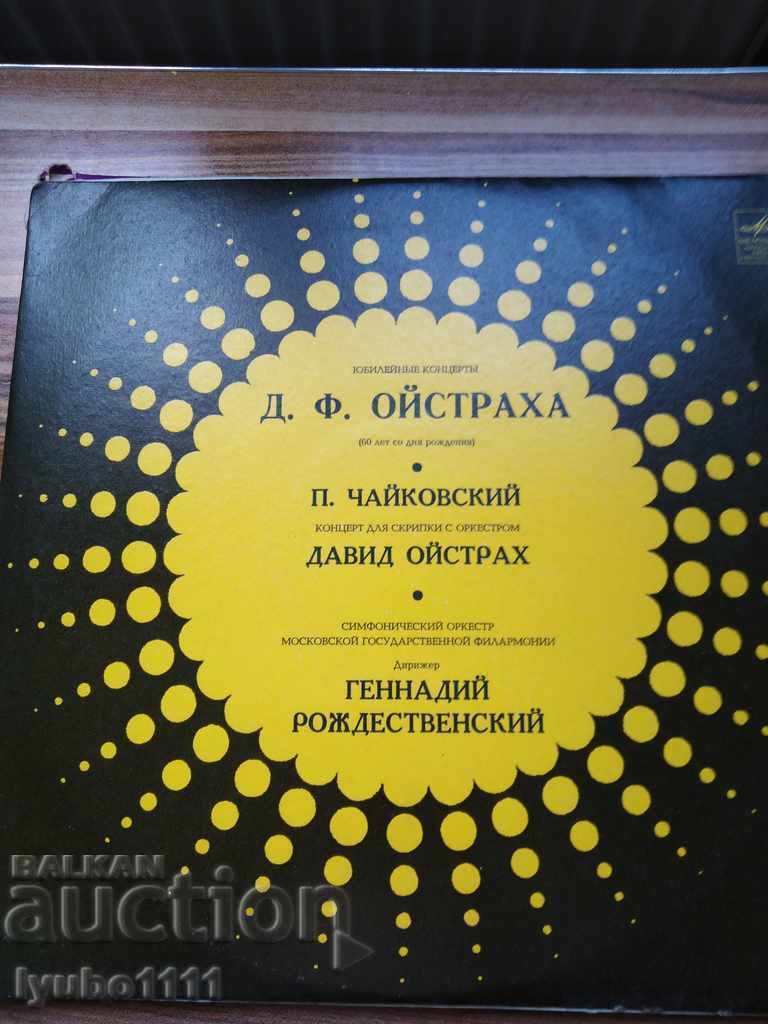 ЮБИЛЕЙНЫЕ КОНЦЕРТЫ
Д. Ф. ОЙСТРАХА
(60 лет со дня рождения)
П. ЧАЙКОВСКИЙ
КОНЦЕРТ ДЛЯ СКРИПКИ С ОРКЕСТРОМ
ДАВИД ОЙСТРАХ
СИМФОНИЧЕСКИЙ ОРКЕСТР
МОСКОВСКОЙ ГОСУДАРСТВЕННОЙ ФИЛАРМОНИИ
Дирижер
ГЕННАДИЙ
РОЖДЕСТВЕНСКИЙ
BALKAN
auction
lyubo1111